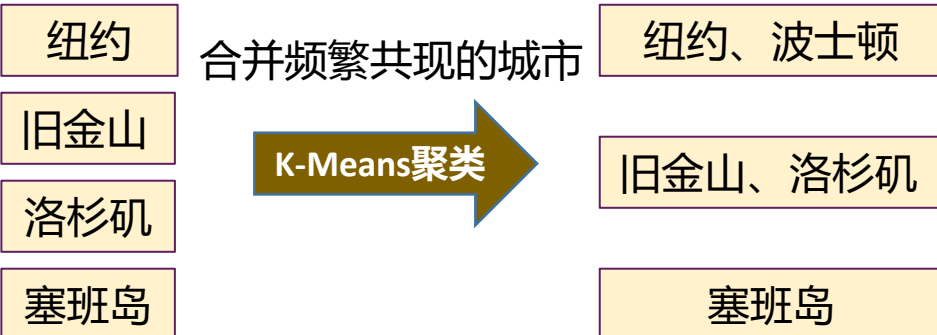 纽约
合并频繁共现的城市
纽约、波士顿
旧金山
K-Means聚类
旧金山、洛杉矶
洛杉矶
塞班岛
塞班岛